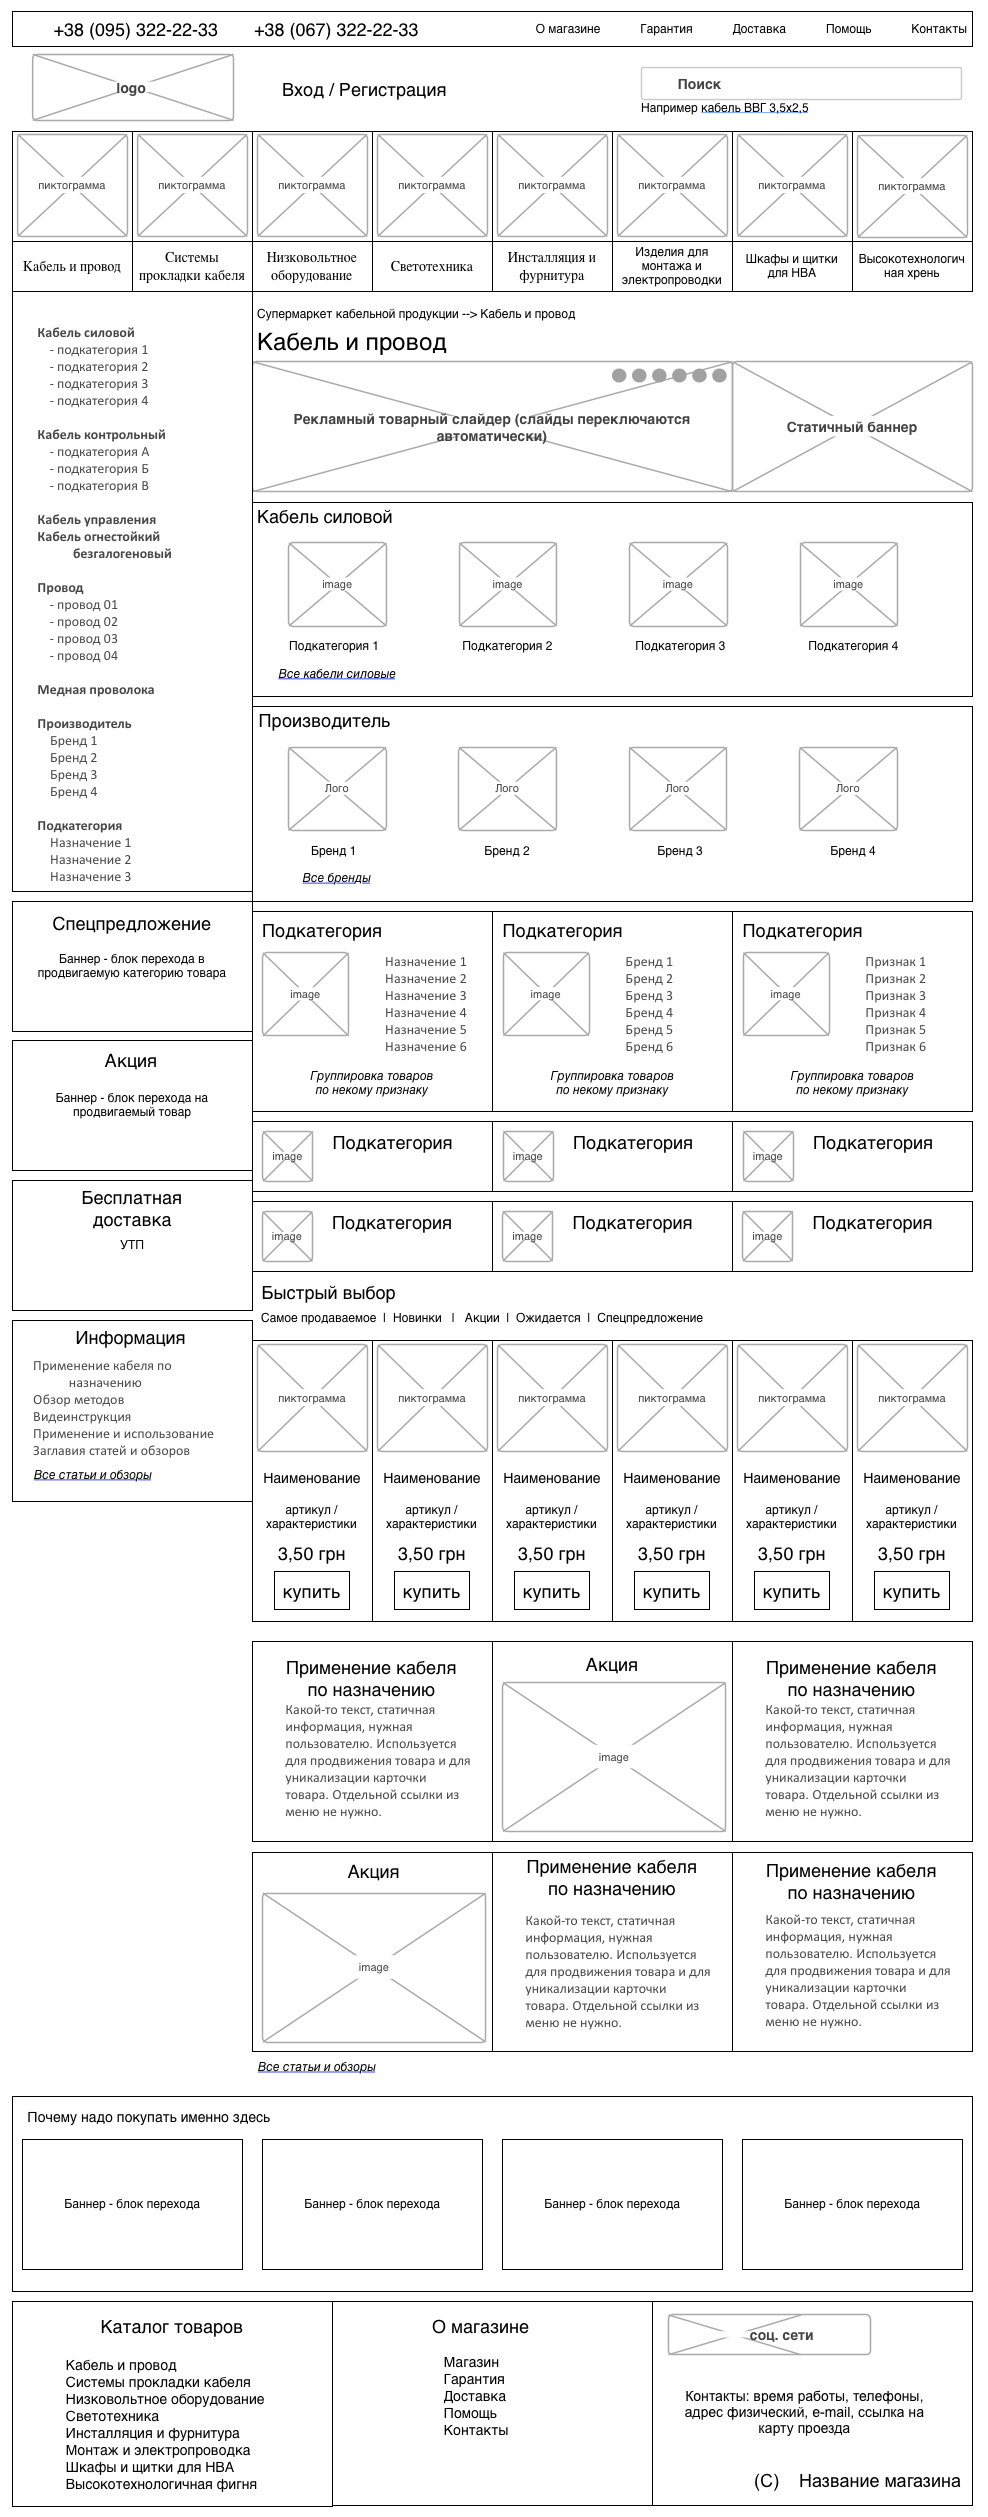 +38 (095) 322-22-33 +38 (067) 322-22-33 О магазине Гарантия Доставка Помощь Контакты
logo
Вход / Регистрация
Поиск
Например кабель ВВГ 3,5х2,5
пиктограмма пиктограмма пиктограмма пиктограмма пиктограмма пиктограмма пиктограмма пиктограмма
Кабель и провод
Системы
прокладки кабеля
Низковольтное
оборудование
Светотехника
Инсталляция и
фурнитура
Изделия для
монтажа и
электропроводки
Шкафы и щитки
для НВА
Высокотехнологич
ная хрень
Кабель силовой
- подкатегория 1
- подкатегория 2
- подкатегория 3
- подкатегория 4
Кабель контрольный
- подкатегория А
- подкатегория Б
- подкатегория В
Кабель управления
Кабель огнестойкий
безгалогеновый
Провод
- провод 01
- провод 02
- провод 03
- провод 04
Медная проволока
Производитель
Бренд 1
Бренд 2
Бренд 3
Бренд 4
Подкатегория
Назначение 1
Назначение 2
Назначение 3
Спецпредложение
Баннер - блок перехода в
продвигаемую категорию товара
Акция
Баннер - блок перехода на
продвигаемый товар
Бесплатная
доставка
УТП
Информация
Применение кабеля по
назначению
Обзор методов
Видеинструкция
Применение и использование
Заглавия статей и обзоров
Все статьи и обзоры
Супермаркет кабельной продукции --> Кабель и провод
Кабель и провод
Рекламный товарный слайдер (слайды переключаются
автоматически)
Статичный баннер
Кабель силовой
image image image image
Подкатегория 1 Подкатегория 2 Подкатегория 3 Подкатегория 4
Все кабели силовые
Производитель
Лого Лого Лого Лого
Бренд 1 Бренд 2 Бренд 3 Бренд 4
Все бренды
Подкатегория
image
Назначение 1
Назначение 2
Назначение 3
Назначение 4
Назначение 5
Назначение 6
Группировка товаров
по некому признаку
Подкатегория
image
Бренд 1
Бренд 2
Бренд 3
Бренд 4
Бренд 5
Бренд 6
Группировка товаров
по некому признаку
Подкатегория
image
Признак 1
Признак 2
Признак 3
Признак 4
Признак 5
Признак 6
Группировка товаров
по некому признаку
image Подкатегория image Подкатегория image Подкатегория
image Подкатегория image Подкатегория image Подкатегория
Быстрый выбор
Самое продаваемое | Новинки | Акции | Ожидается | Спецпредложение
пиктограмма пиктограмма пиктограмма пиктограмма пиктограмма пиктограмма
Наименование Наименование Наименование Наименование Наименование Наименование
артикул / артикул / артикул / артикул / артикул / артикул /
характеристики характеристики характеристики характеристики характеристики характеристики
3,50 грн 3,50 грн 3,50 грн 3,50 грн 3,50 грн 3,50 грн
купить купить купить купить купить купить
Применение кабеля
по назначению
Какой-то текст, статичная
информация, нужная
пользователю. Используется
для продвижения товара и для
уникализации карточки
товара. Отдельной ссылки из
меню не нужно.
Акция
image
Применение кабеля
по назначению
Какой-то текст, статичная
информация, нужная
пользователю. Используется
для продвижения товара и для
уникализации карточки
товара. Отдельной ссылки из
меню не нужно.
Акция
image
Применение кабеля
по назначению
Какой-то текст, статичная
информация, нужная
пользователю. Используется
для продвижения товара и для
уникализации карточки
товара. Отдельной ссылки из
меню не нужно.
Применение кабеля
по назначению
Какой-то текст, статичная
информация, нужная
пользователю. Используется
для продвижения товара и для
уникализации карточки
товара. Отдельной ссылки из
меню не нужно.
Все статьи и обзоры
Почему надо покупать именно здесь
Баннер - блок перехода Баннер - блок перехода Баннер - блок перехода Баннер - блок перехода
Каталог товаров
Кабель и провод
Системы прокладки кабеля
Низковольтное оборудование
Светотехника
Инсталляция и фурнитура
Монтаж и электропроводка
Шкафы и щитки для НВА
Высокотехнологичная фигня
О магазине
Магазин
Гарантия
Доставка
Помощь
Контакты
соц. сети
Контакты: время работы, телефоны,
адрес физический, e-mail, ссылка на
карту проезда
(С) Название магазина